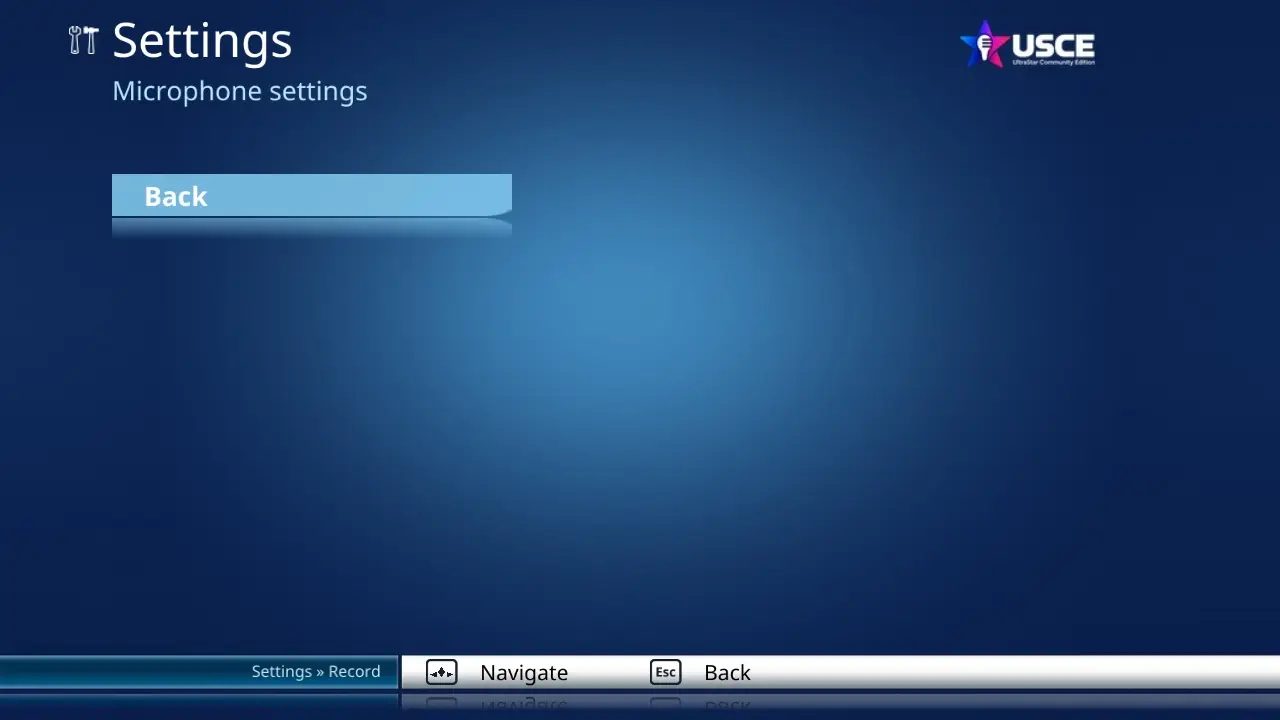 Settings
USCE
UltraStar Community Edition
Microphone settings
Back
Settings » Record
Navigate
Esc
Back